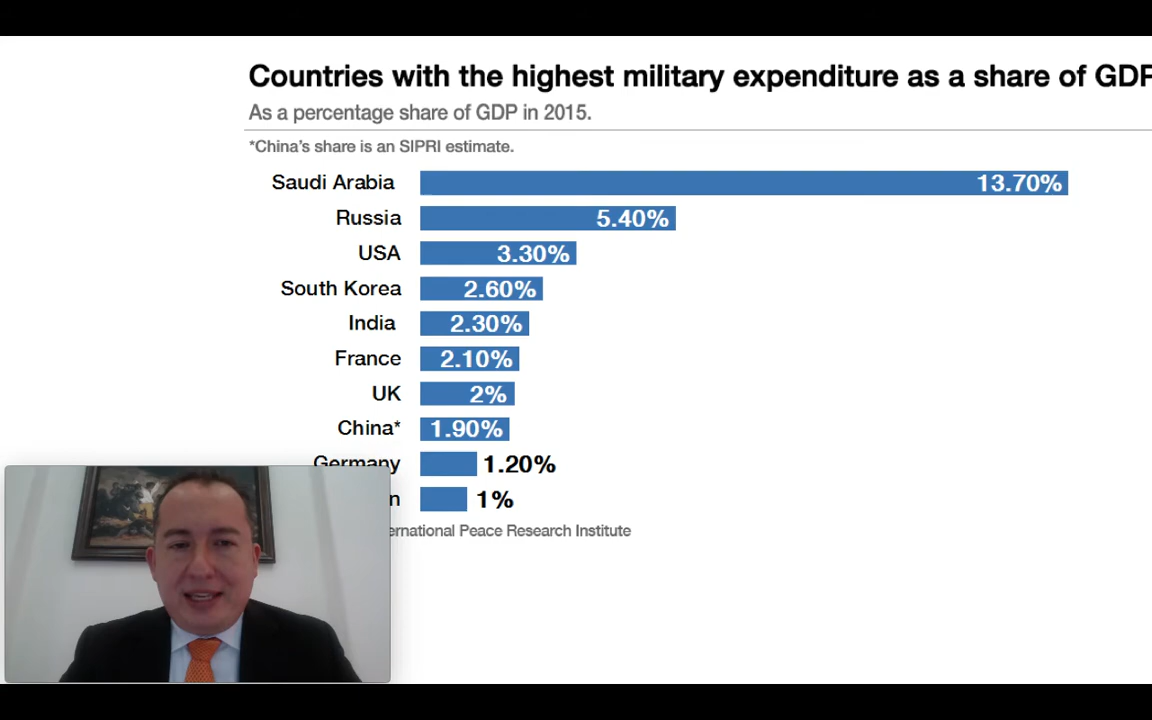 Countries with the highest military expenditure as a share of GDP
As a percentage share of GDP in 2015.
*China's share is an SIPRI estimate.
Saudi Arabia 13.70%
Russia 5.40%
USA 3.30%
South Korea 2.60%
India 2.30%
France 2.10%
UK 2%
China* 1.90%
Germany 1.20%
1%
Peace Research Institute